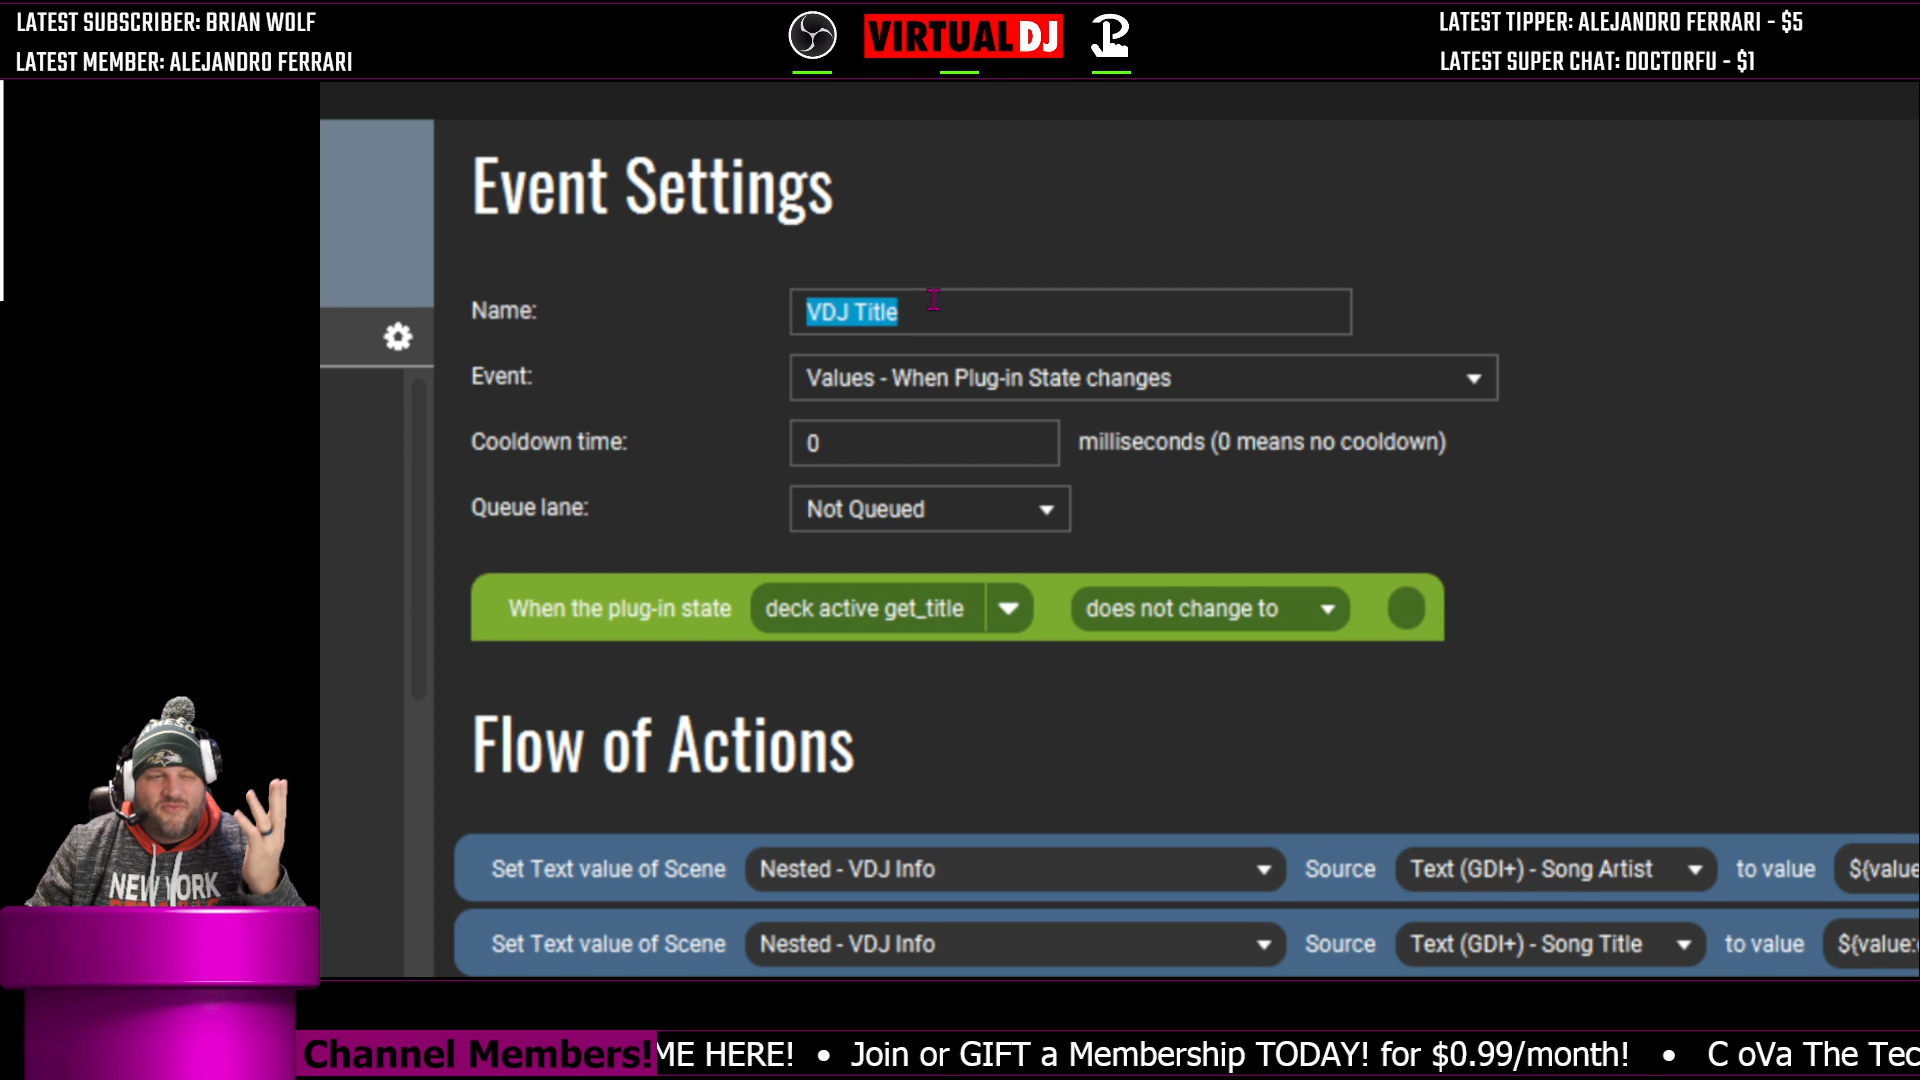 LATEST SUBSCRIBER: BRIAN WOLF
LATEST MEMBER: ALEJANDRO FERRARI
VIRTUAL DJ
LATEST TIPPER: ALEJANDRO FERRARI - $5
LATEST SUPER CHAT: DOCTORFU - $1
Event Settings
Name: VDJ Title
Event: Values - When Plug-in State changes
Cooldown time: 0 milliseconds (0 means no cooldown)
Queue lane: Not Queued
When the plug-in state deck active get_title does not change to
Flow of Actions
Set Text value of Scene Nested - VDJ Info Source Text (GDI+) - Song Artist to value ${value
Set Text value of Scene Nested - VDJ Info Source Text (GDI+) - Song Title to value ${value:
NEW YORK
Channel Members! ME HERE! • Join or GIFT a Membership TODAY! for $0.99/month! • C oVa The Tec